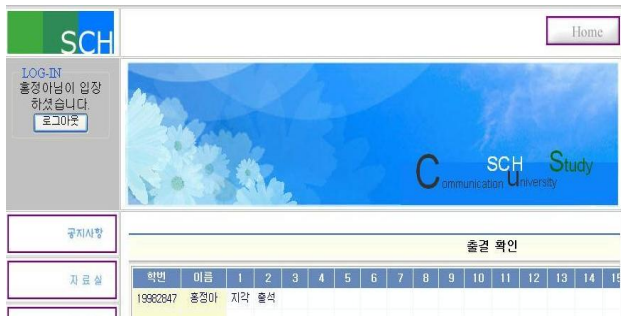 SCH
Home
LOG-IN
홍정아님이 입장
하셨습니다.
로그아웃
SCH Study
Communication University
공지사항
출결 확인
자 료 실
학번 이름 1 2 3 4 5 6 7 8 9 10 11 12 13 14 15
19982847 홍정아 지각 출석